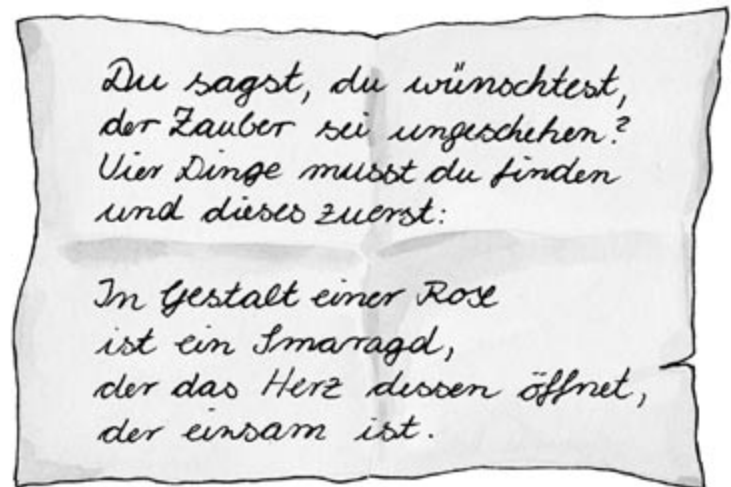 Du sagst, du wünschtest,
der Zauber sei ungeschehen?
Vier Dinge musst du finden
und dieses zuerst:
In Gestalt einer Rose
ist ein Smaragd,
der das Herz dessen öffnet,
der einsam ist.